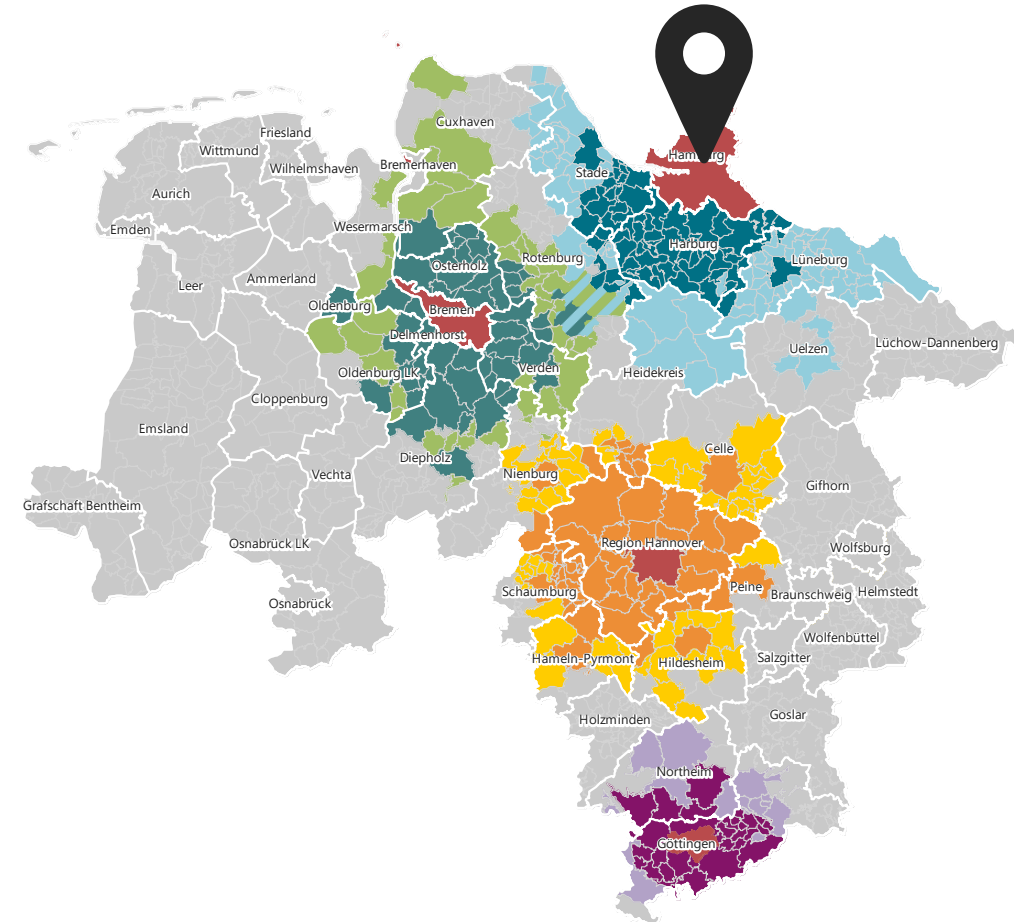 Cuxhaven
Friesland
Wittmund
Hamburg
Bremerhaven
Wilhelmshaven
Stade
Aurich
Wesermarsch
Emden
Harburg
Rotenburg
Lüneburg
Osterholz
Ammerland
Leer
Oldenburg
Bremen
Delmenhorst
Lüchow-Dannenberg
Uelzen
Verden
Oldenburg LK
Heidekreis
Cloppenburg
Emsland
Celle
Diepholz
Vechta
Nienburg
Gifhorn
Grafschaft Bentheim
Osnabrück LK
Region Hannover
Wolfsburg
Peine
Schaumburg
Braunschweig
Helmstedt
Osnabrück
Wolfenbüttel
Salzgitter
Hameln-Pyrmont
Hildesheim
Goslar
Holzminden
Northeim
Göttingen